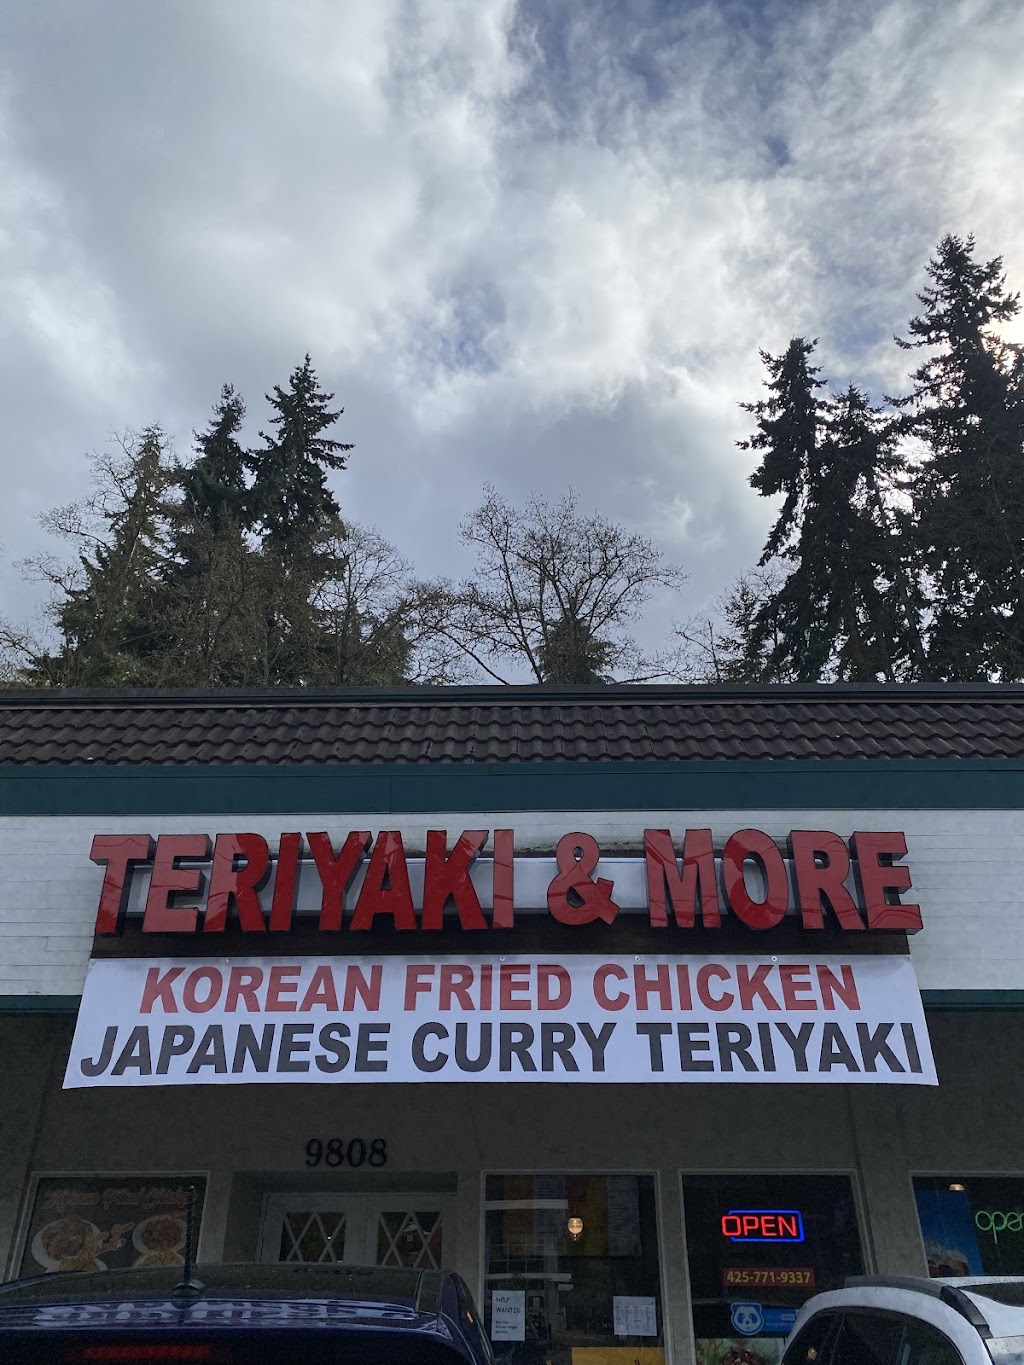 TERIYAKI & MORE
KOREAN FRIED CHICKEN
JAPANESE CURRY TERIYAKI
9808
OPEN
425-771-9337
HELP
WANTED